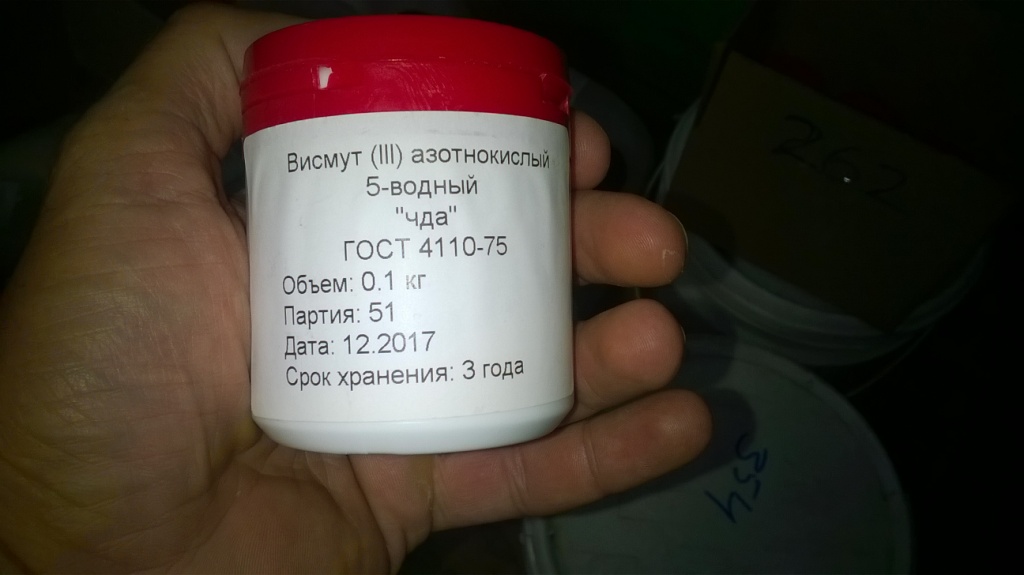 Висмут (III) азотнокислый
5-водный
"чда"
ГОСТ 4110-75
Объем: 0.1 кг
Партия: 51
Дата: 12.2017
Срок хранения: 3 года
262